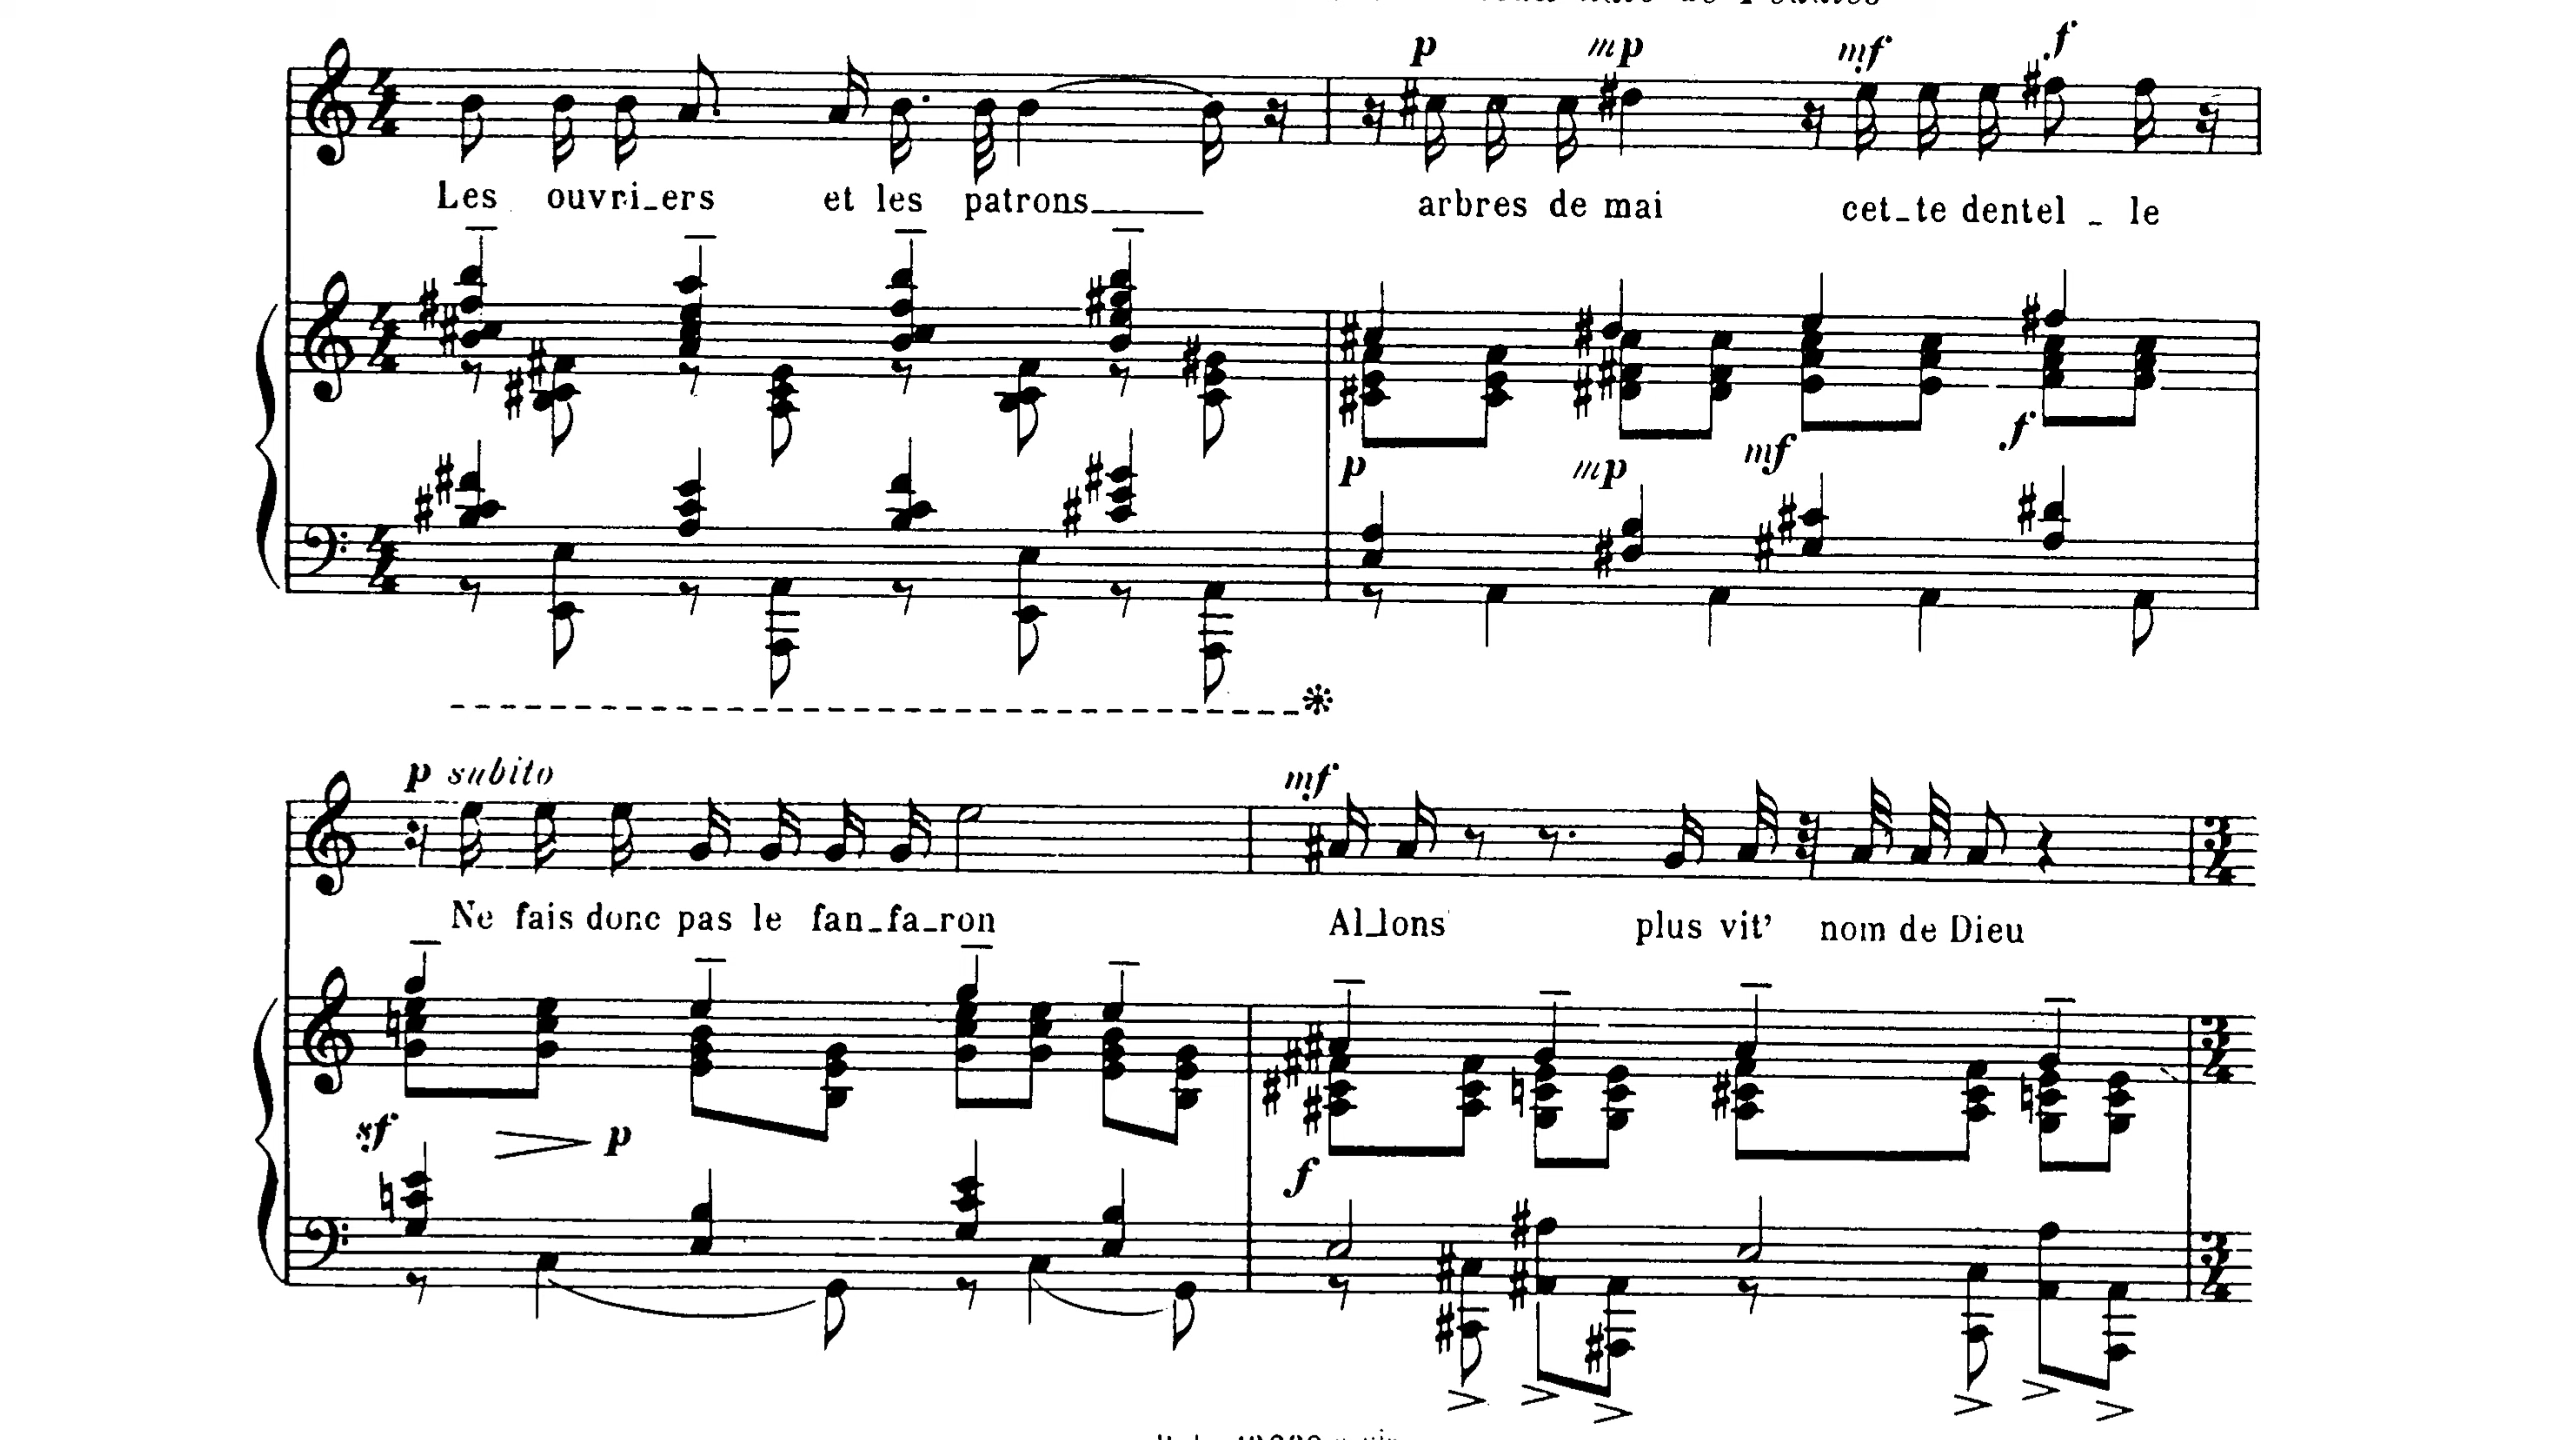 p mp mf f
Les ouvri_ers et les patrons arbres de mai cet_te dentel _ le
p mp mf f
p subito mf
Ne fais donc pas le fan_fa_ron Al_lons plus vit' nom de Dieu
sf p f